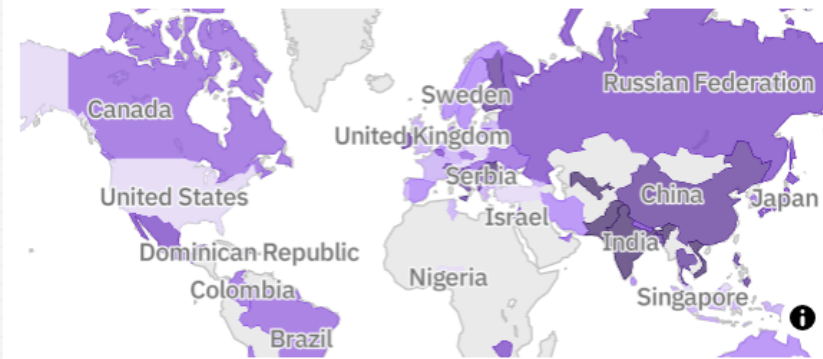 Canada
Sweden
Russian Federation
United Kingdom
Serbia
United States
China
Japan
Israel
India
Dominican Republic
Nigeria
Colombia
Singapore
Brazil
i